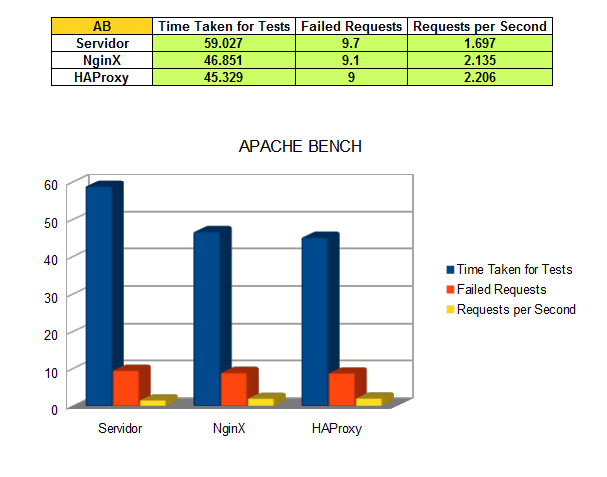 AB Time Taken for Tests Failed Requests Requests per Second
Servidor 59.027 9.7 1.697
NginX 46.851 9.1 2.135
HAProxy 45.329 9 2.206
APACHE BENCH
60
50
40
30
20
10
0
Servidor NginX HAProxy
Time Taken for Tests
Failed Requests
Requests per Second